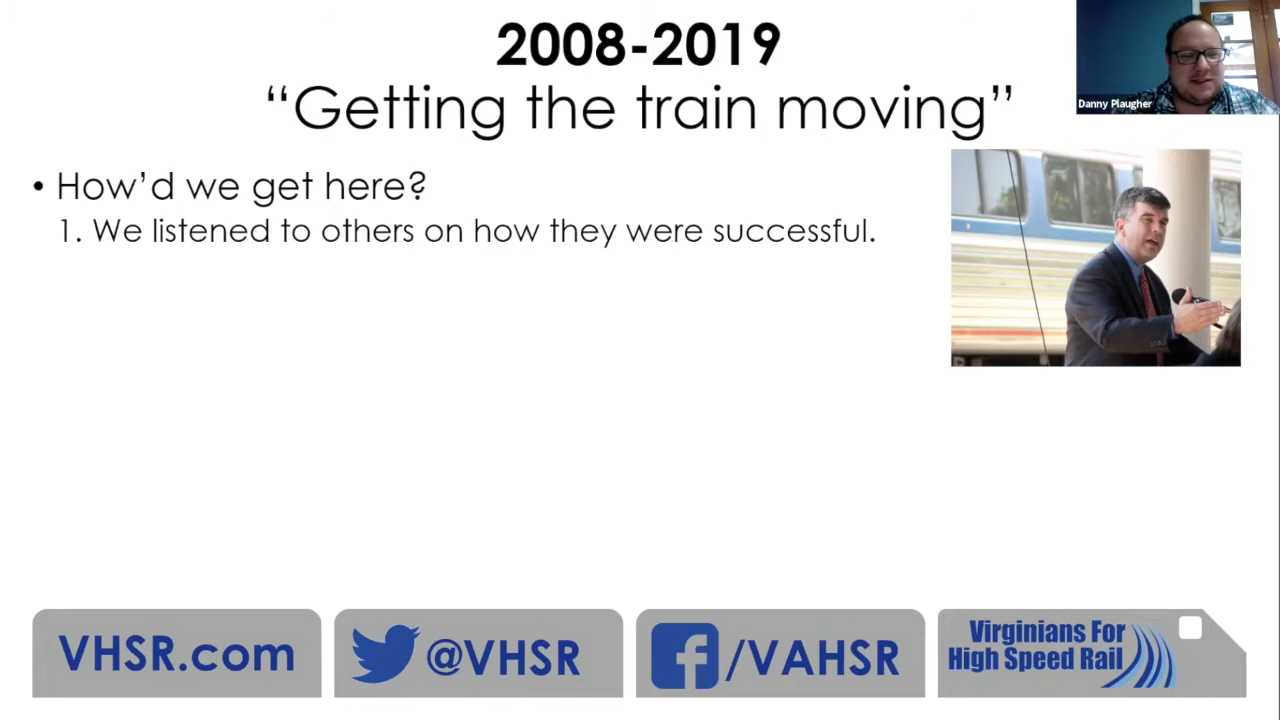 2008-2019
“Getting the train moving”
Danny Plaugher
• How’d we get here?
1. We listened to others on how they were successful.
VHSR.com
@VHSR
/VAHSR
Virginians For
High Speed Rail